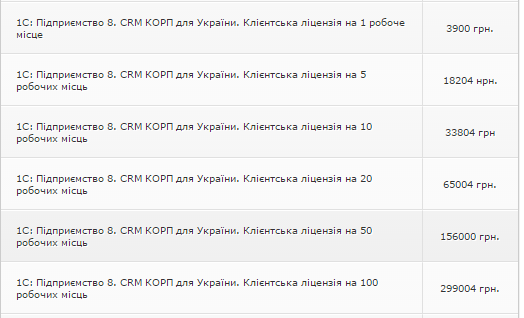 1С: Підприємство 8. CRM КОРП для України. Клієнтська ліцензія на 1 робоче
місце
3900 грн.
1С: Підприємство 8. CRM КОРП для України. Клієнтська ліцензія на 5
робочих місць
18204 нрн.
1С: Підприємство 8. CRM КОРП для України. Клієнтська ліцензія на 10
робочих місць
33804 грн
1С: Підприємство 8. CRM КОРП для України. Клієнтська ліцензія на 20
робочих місць
65004 грн.
1С: Підприємство 8. CRM КОРП для України. Клієнтська ліцензія на 50
робочих місць
156000 грн.
1С: Підприємство 8. CRM КОРП для України. Клієнтська ліцензія на 100
робочих місць
299004 грн.